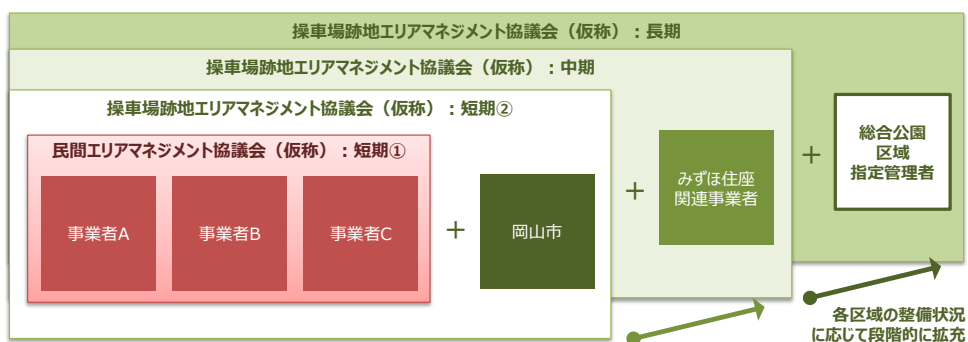 操車場跡地エリアマネジメント協議会（仮称）：長期
操車場跡地エリアマネジメント協議会（仮称）：中期
操車場跡地エリアマネジメント協議会（仮称）：短期②
民間エリアマネジメント協議会（仮称）：短期①
事業者A
事業者B
事業者C
+
岡山市
+
みずほ住座
関連事業者
+
総合公園
区域
指定管理者
各区域の整備状況
に応じて段階的に拡充